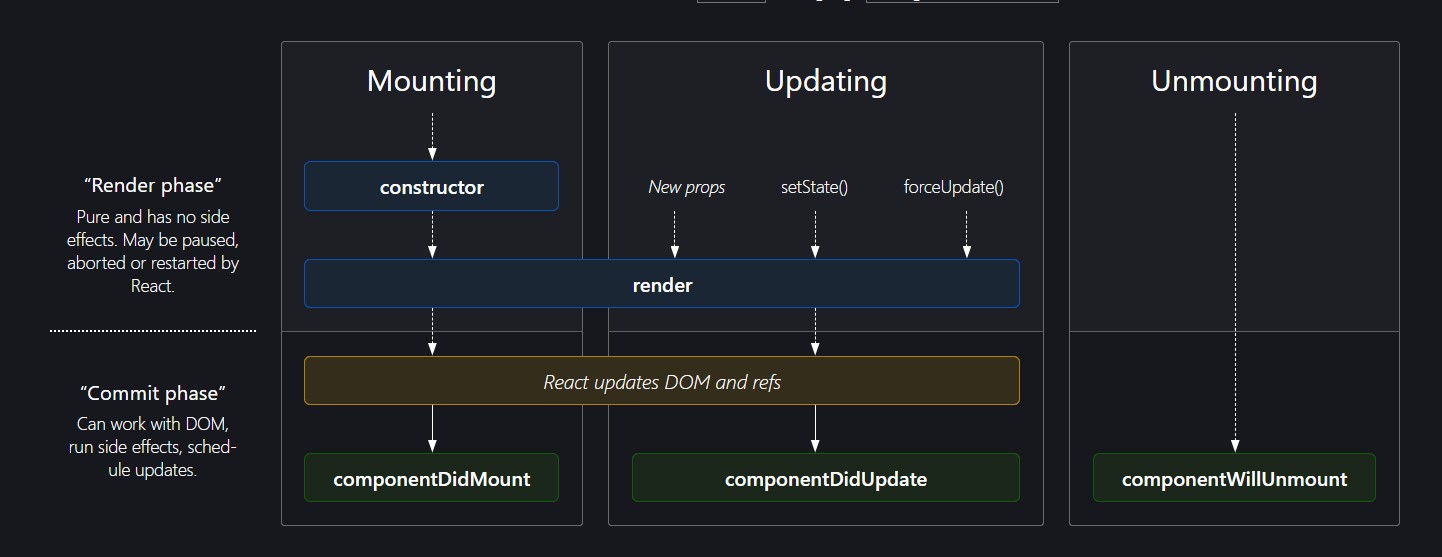 Mounting
Updating
Unmounting
“Render phase”
Pure and has no side
effects. May be paused,
aborted or restarted by
React.
constructor
New props
setState()
forceUpdate()
render
“Commit phase”
Can work with DOM,
run side effects, sched-
ule updates.
React updates DOM and refs
componentDidMount
componentDidUpdate
componentWillUnmount